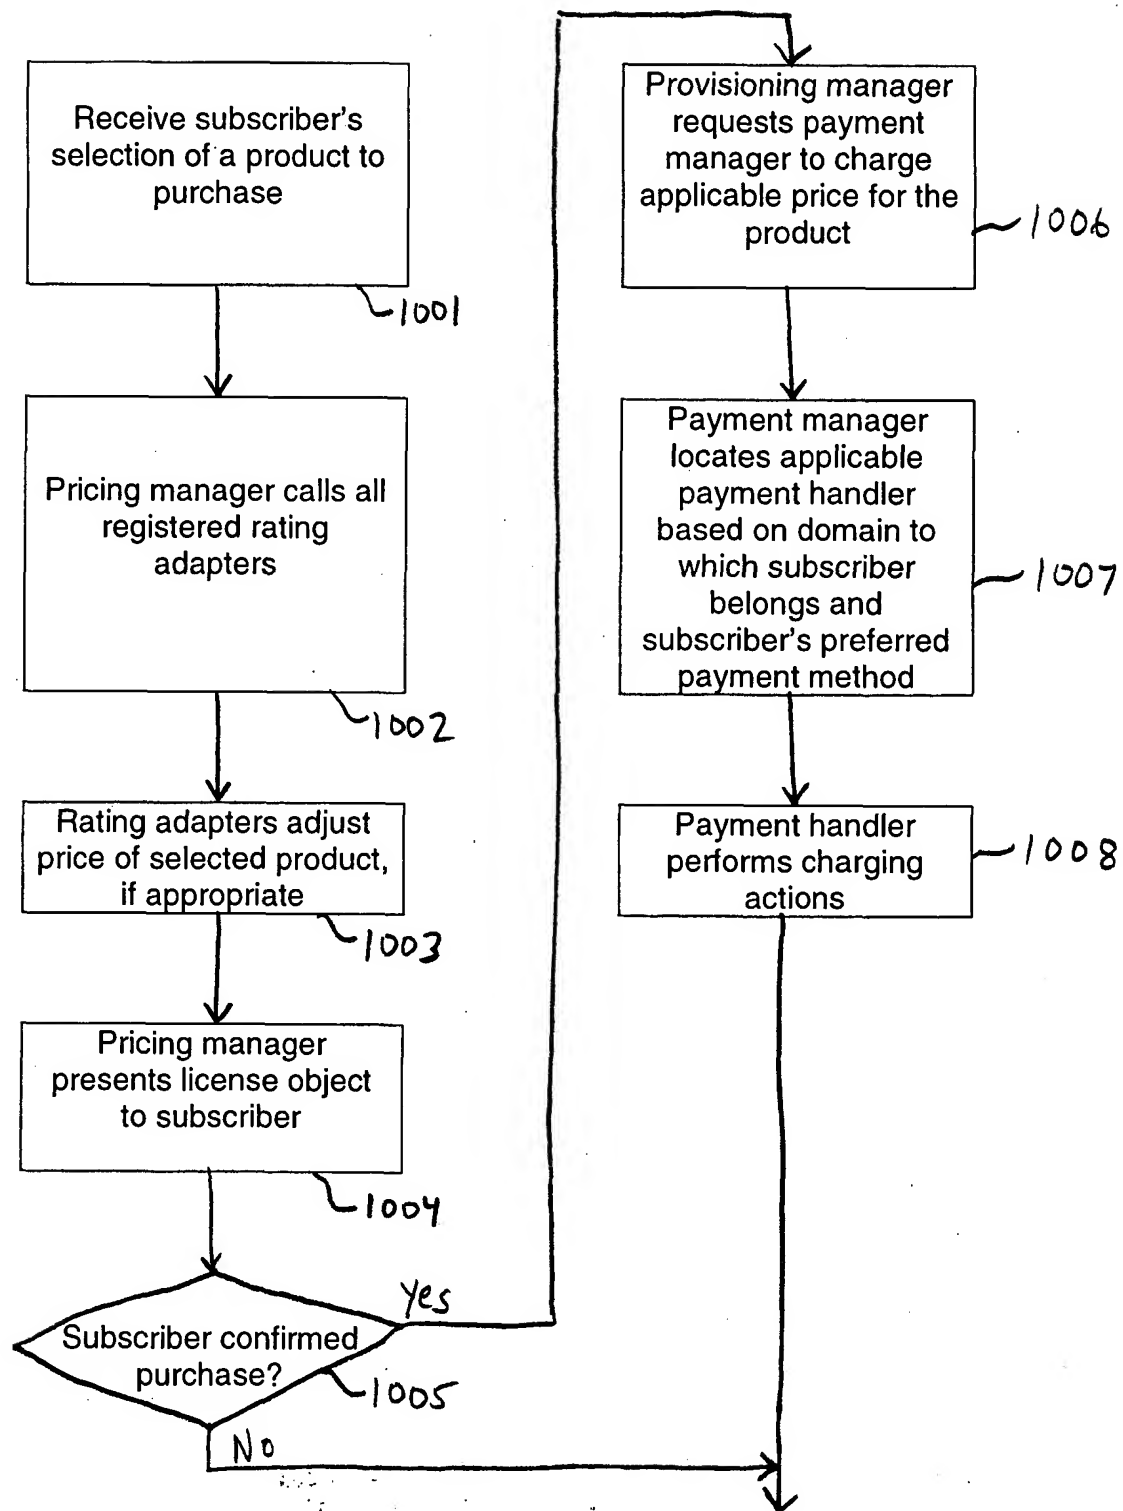 Receive subscriber's
selection of a product to
purchase
1001
Pricing manager calls all
registered rating
adapters
1002
Rating adapters adjust
price of selected product,
if appropriate
1003
Pricing manager
presents license object
to subscriber
1004
Subscriber confirmed
purchase?
1005
Yes
No
Provisioning manager
requests payment
manager to charge
applicable price for the
product
1006
Payment manager
locates applicable
payment handler
based on domain to
which subscriber
belongs and
subscriber's preferred
payment method
1007
Payment handler
performs charging
actions
1008